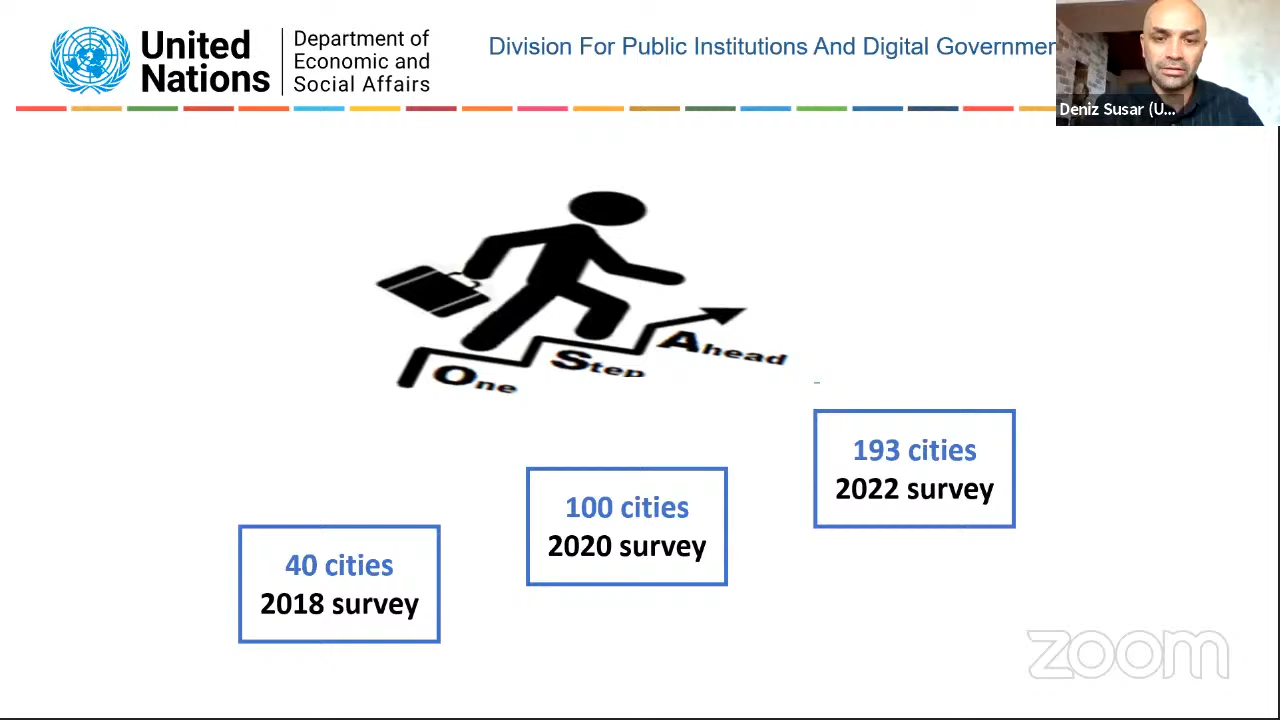 United
Nations
Department of
Economic and
Social Affairs
Division For Public Institutions And Digital Governmen
Deniz Susar (U...
One Step Ahead
193 cities
2022 survey
100 cities
2020 survey
40 cities
2018 survey
zoom